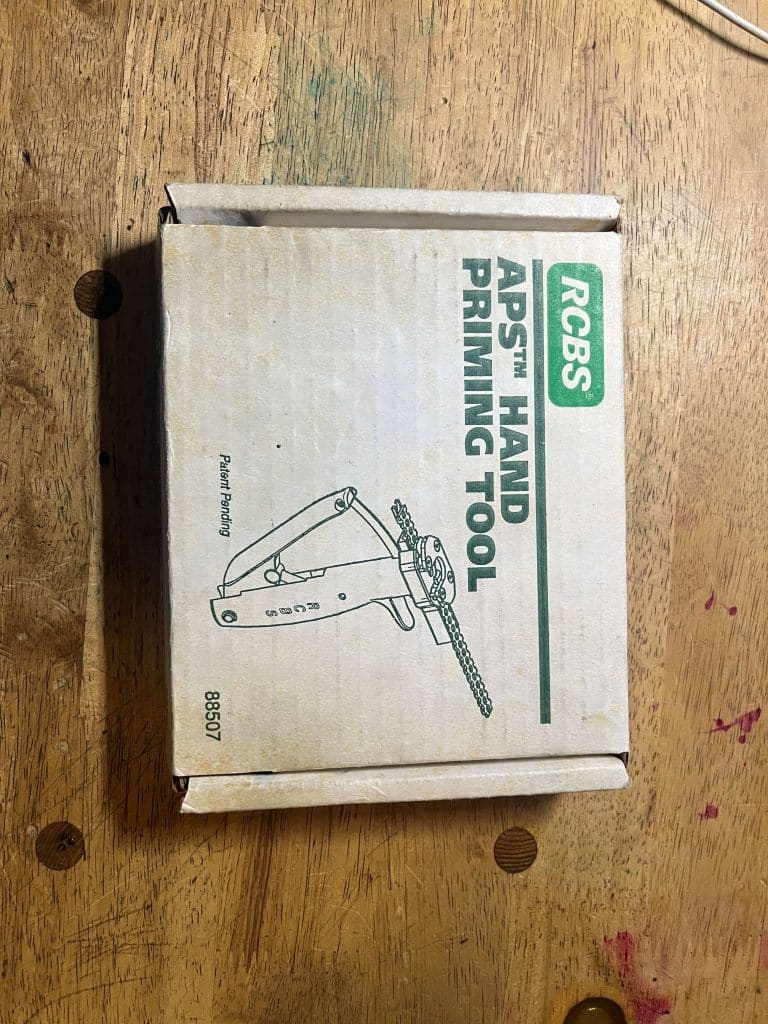 RCBS®
APS™ HAND
PRIMING TOOL
RCBS
Patent Pending
88507